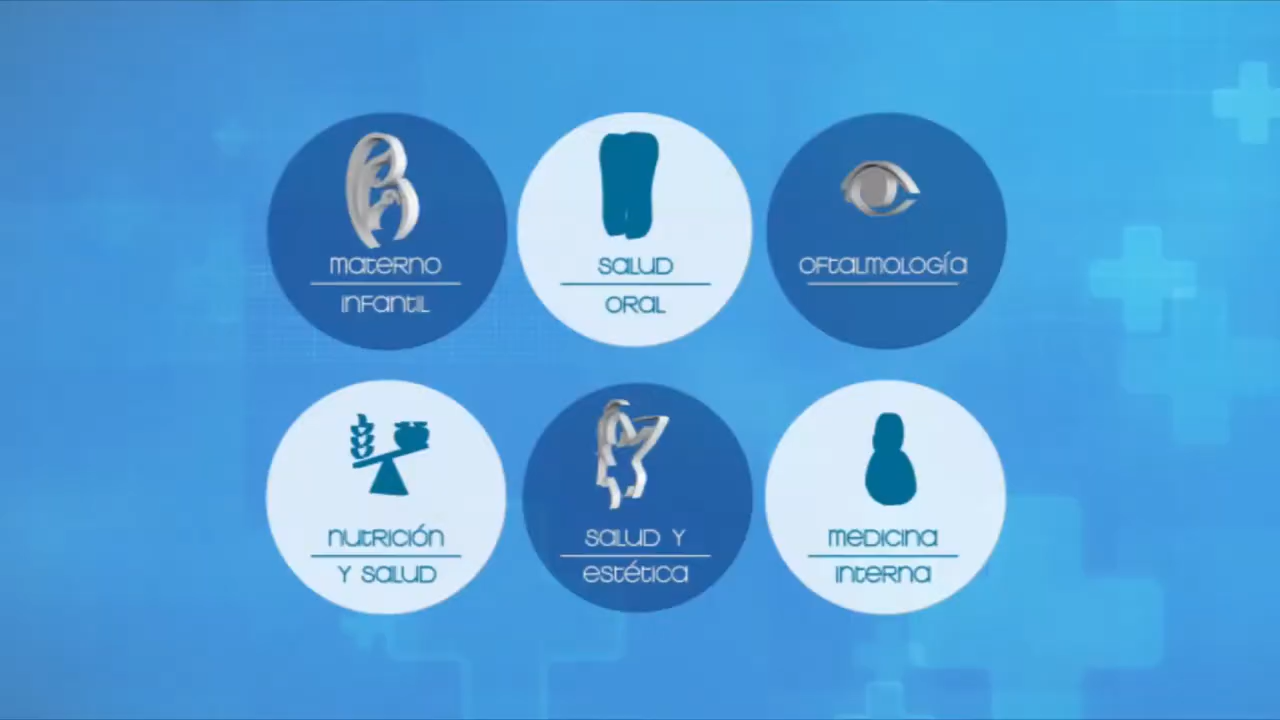 Materno
Infantil
Salud
Oral
Oftalmología
Nutrición
y Salud
Salud y
Estética
Medicina
Interna